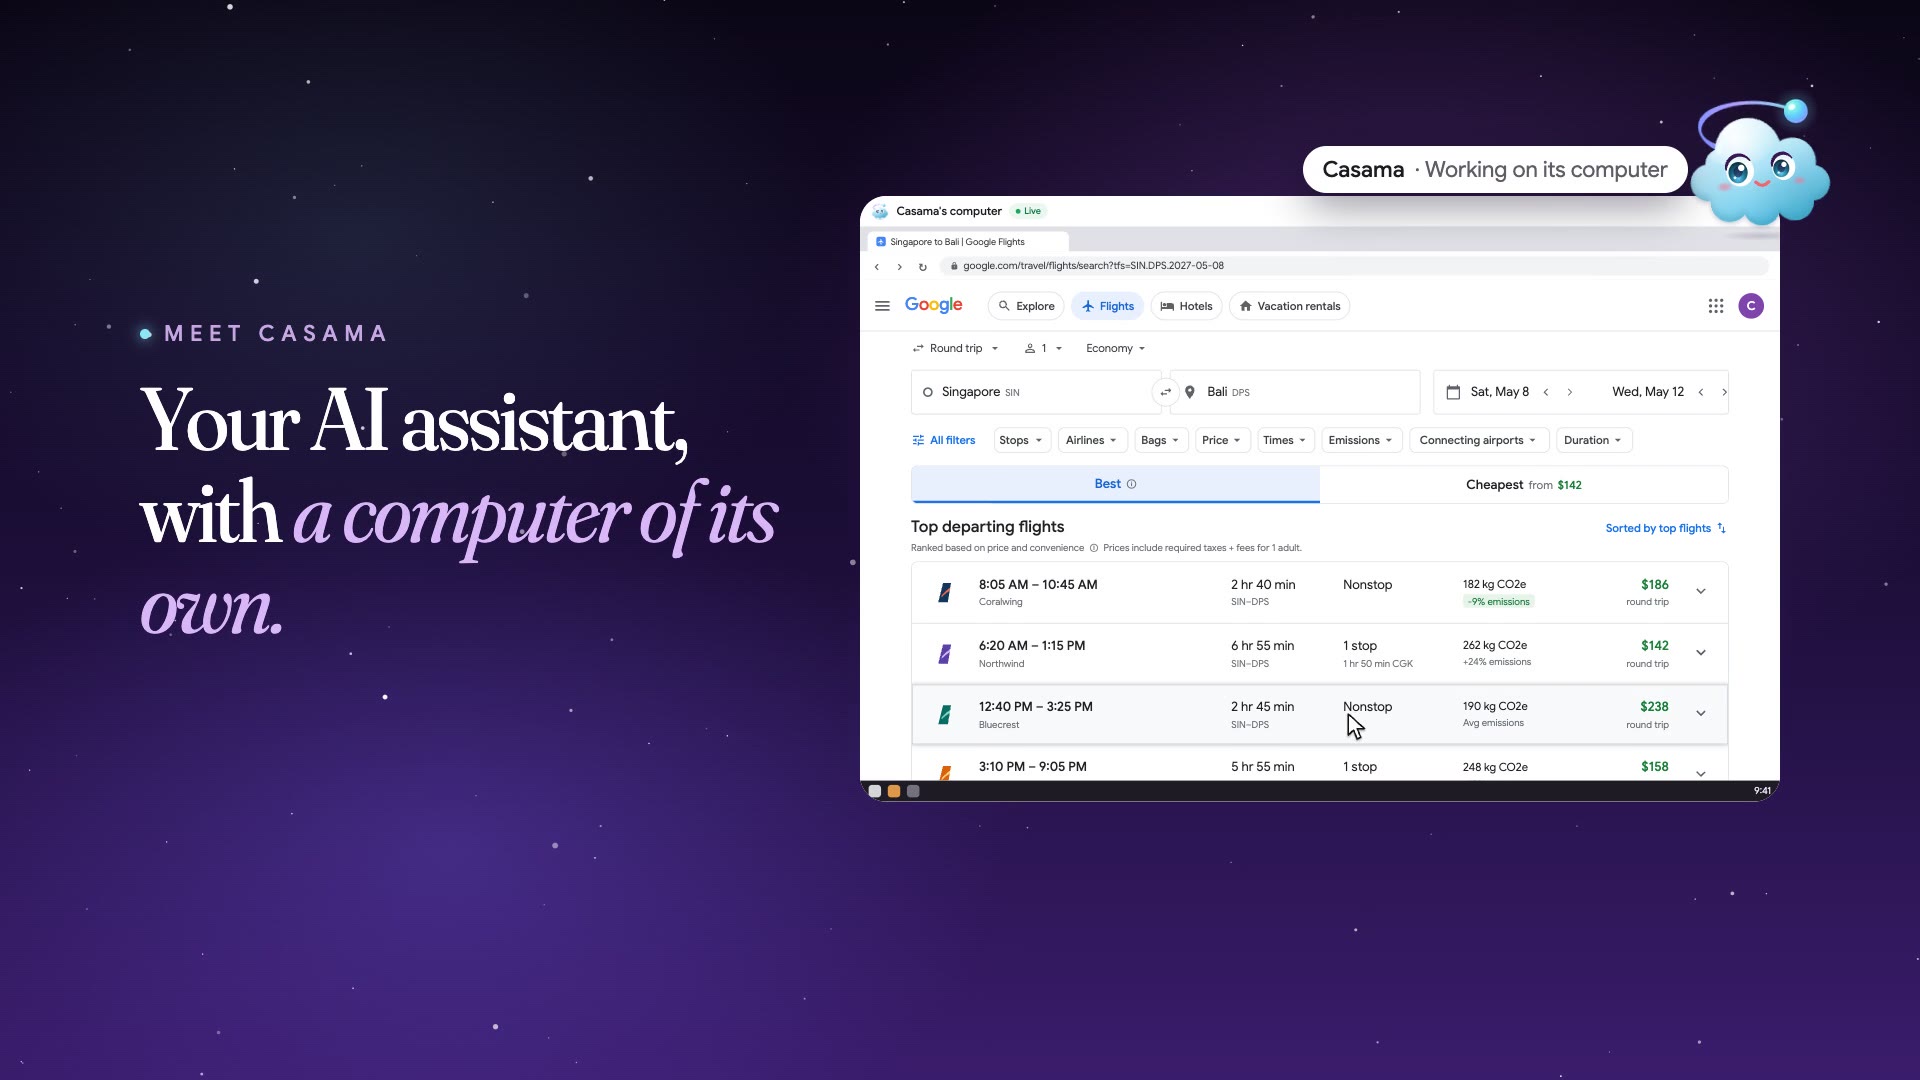 MEET CASAMA
Your AI assistant,
with a computer of its
own.
Casama · Working on its computer
Casama's computer Live
Singapore to Bali | Google Flights
google.com/travel/flights/search?tfs=SIN.DPS.2027-05-08
Google Explore Flights Hotels Vacation rentals C
Round trip 1 Economy
Singapore SIN Bali DPS Sat, May 8 Wed, May 12
All filters Stops Airlines Bags Price Times Emissions Connecting airports Duration
Best Cheapest from $142
Top departing flights
Sorted by top flights
Ranked based on price and convenience Prices include required taxes + fees for 1 adult.
8:05 AM – 10:45 AM 2 hr 40 min Nonstop 182 kg CO2e $186
Coralwing SIN–DPS -9% emissions round trip
6:20 AM – 1:15 PM 6 hr 55 min 1 stop 262 kg CO2e $142
Northwind SIN–DPS 1 hr 50 min CGK +24% emissions round trip
12:40 PM – 3:25 PM 2 hr 45 min Nonstop 190 kg CO2e $238
Bluecrest SIN–DPS Avg emissions round trip
3:10 PM – 9:05 PM 5 hr 55 min 1 stop 248 kg CO2e $158
9:41